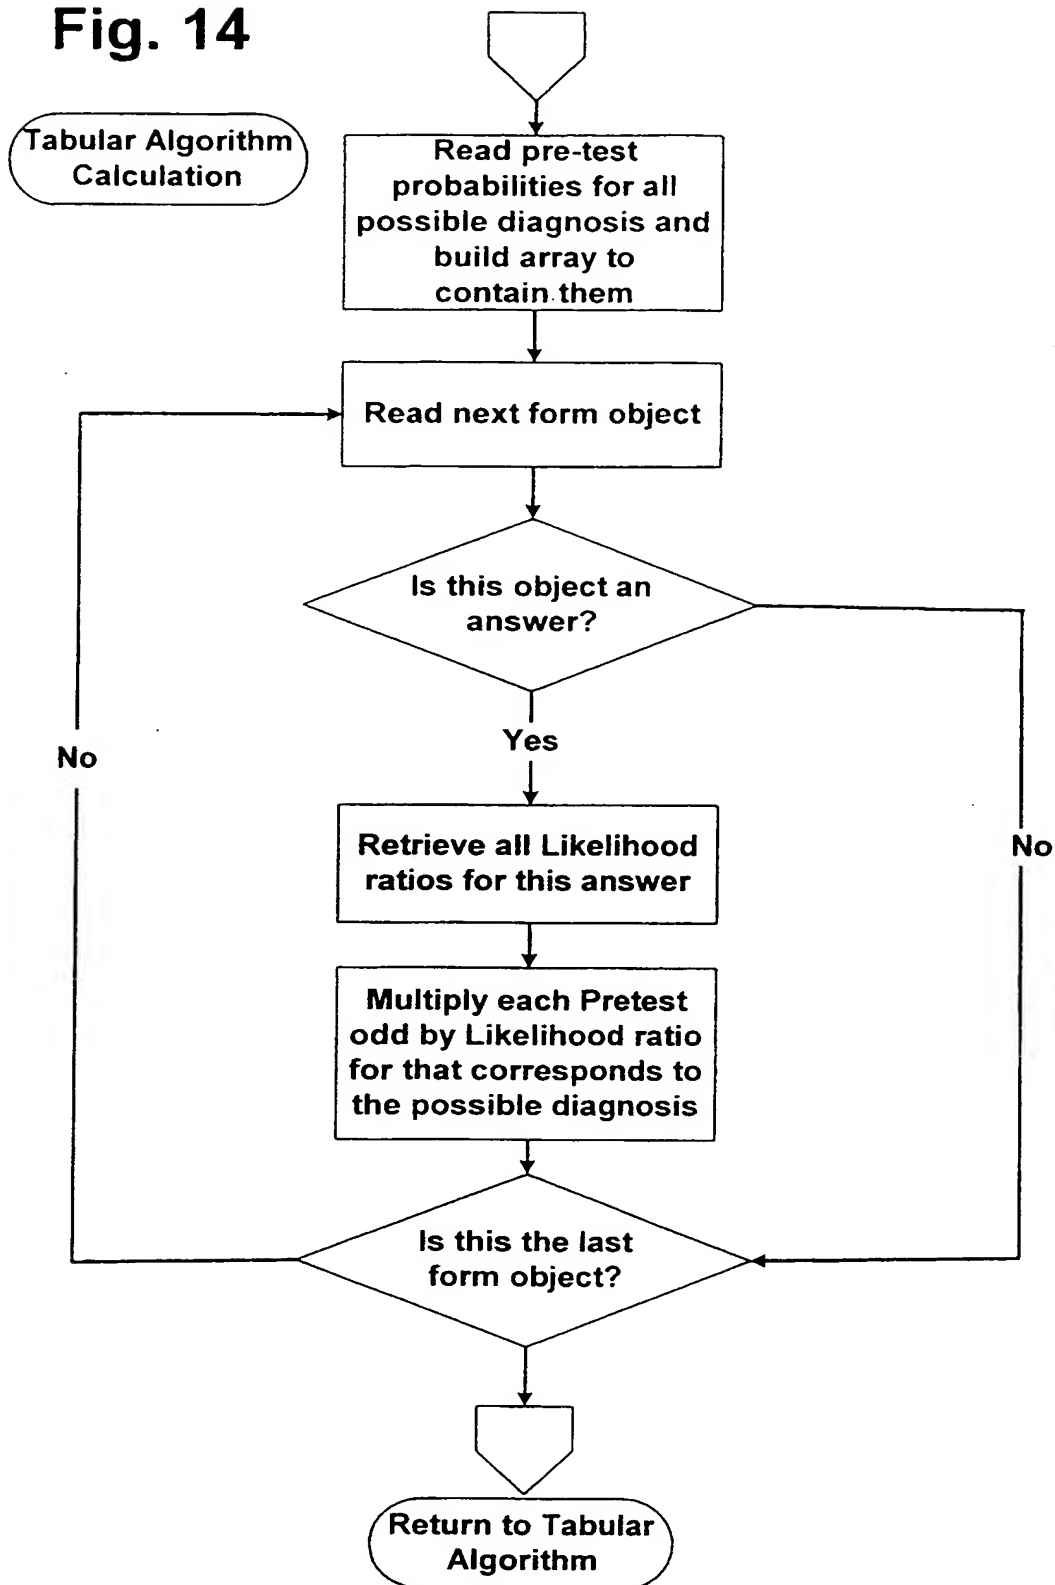 Fig. 14
Tabular Algorithm
Calculation
Read pre-test
probabilities for all
possible diagnosis and
build array to
contain them
Read next form object
Is this object an
answer?
Yes
No
No
Retrieve all Likelihood
ratios for this answer
Multiply each Pretest
odd by Likelihood ratio
for that corresponds to
the possible diagnosis
Is this the last
form object?
Return to Tabular
Algorithm